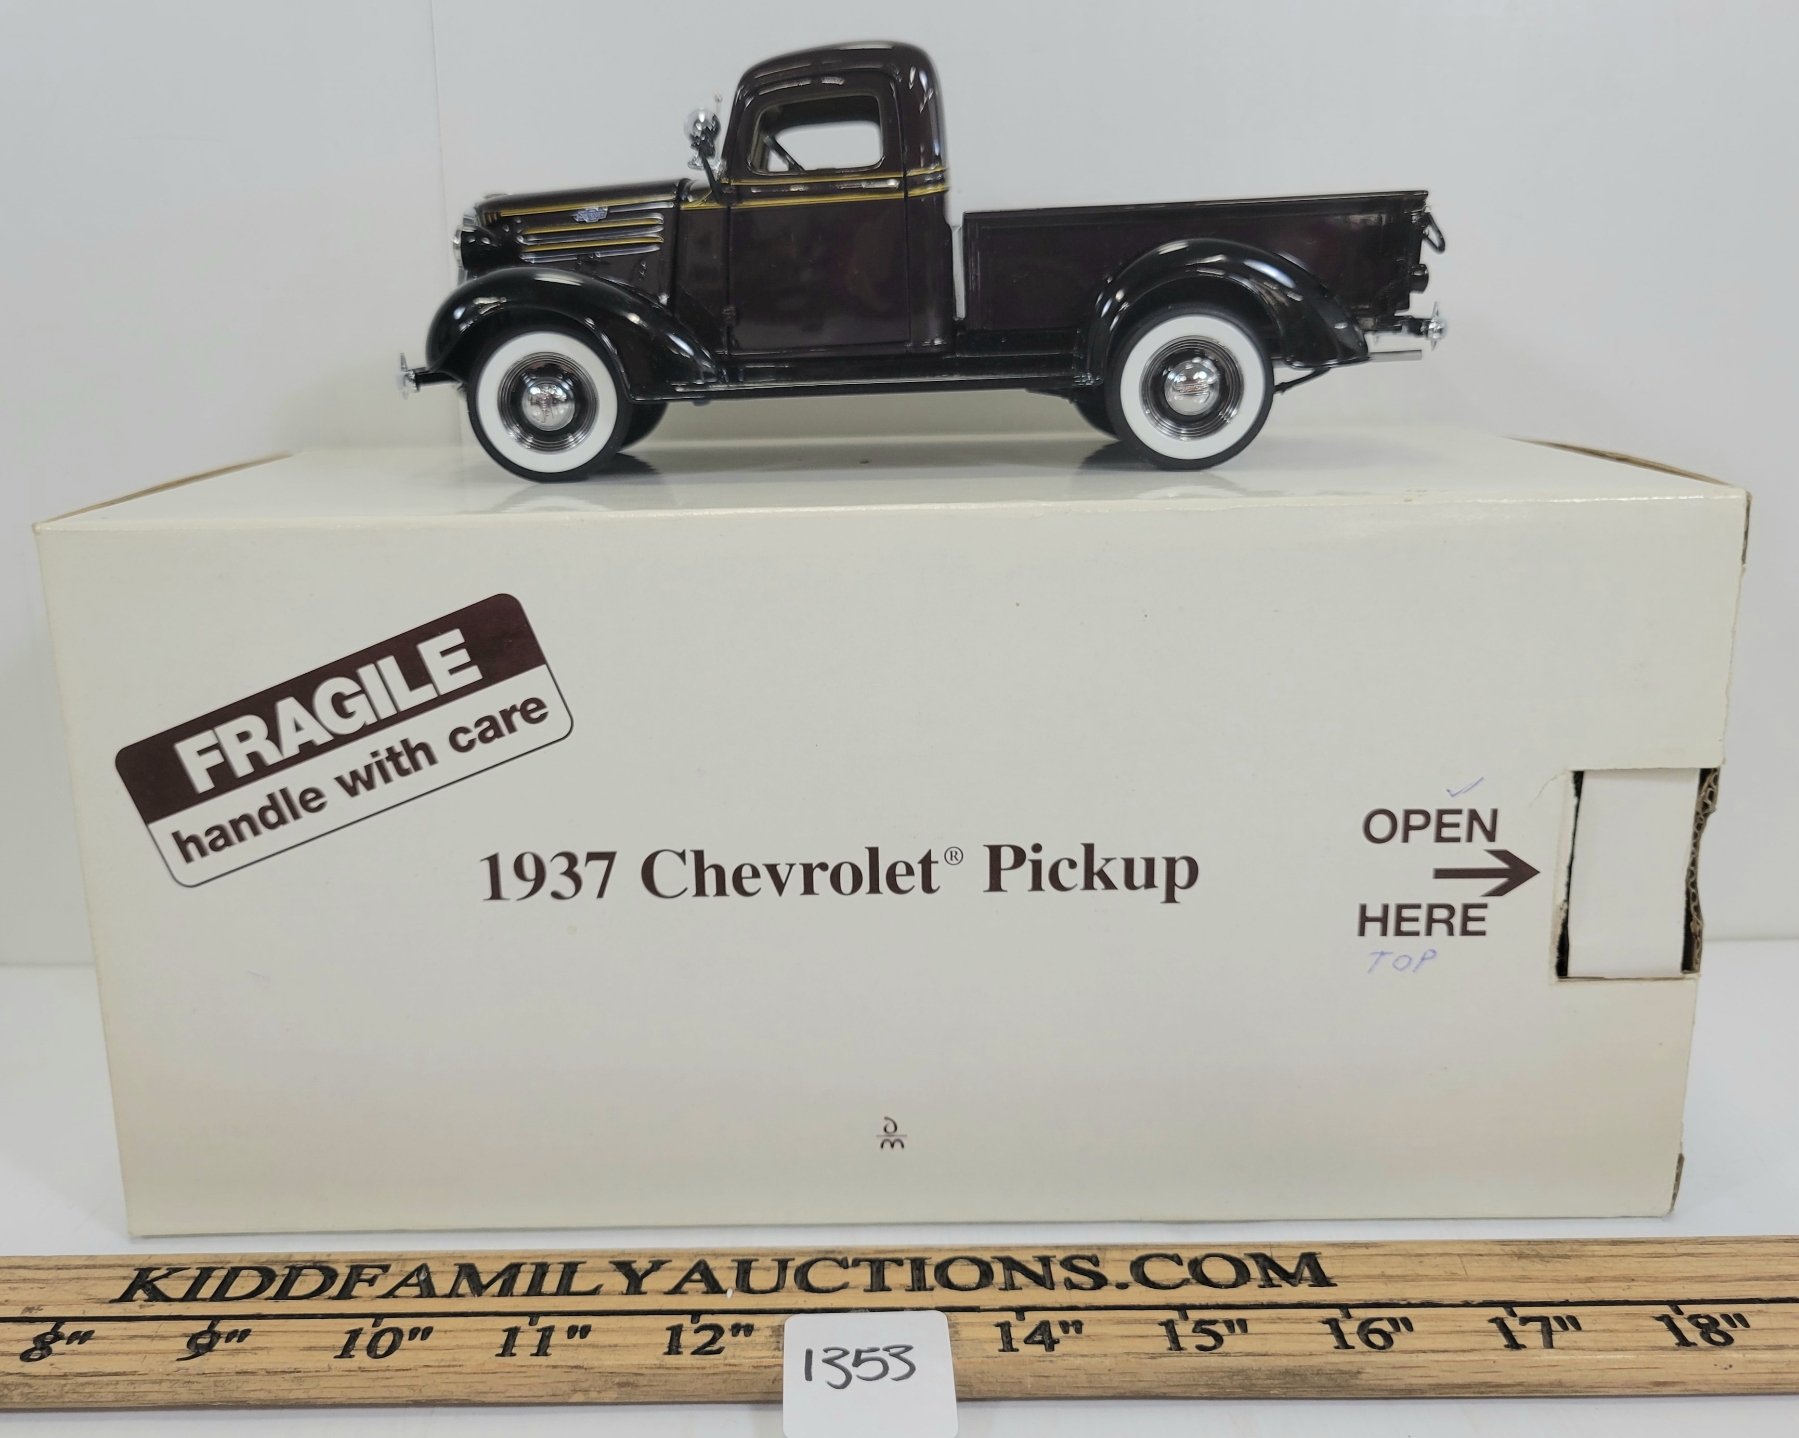 FRAGILE
handle with care
1937 Chevrolet® Pickup
OPEN
HERE
TOP
KIDDFAMILYAUCTIONS.COM
8" 9" 10" 11" 12" 14" 15" 16" 17" 18"
1353